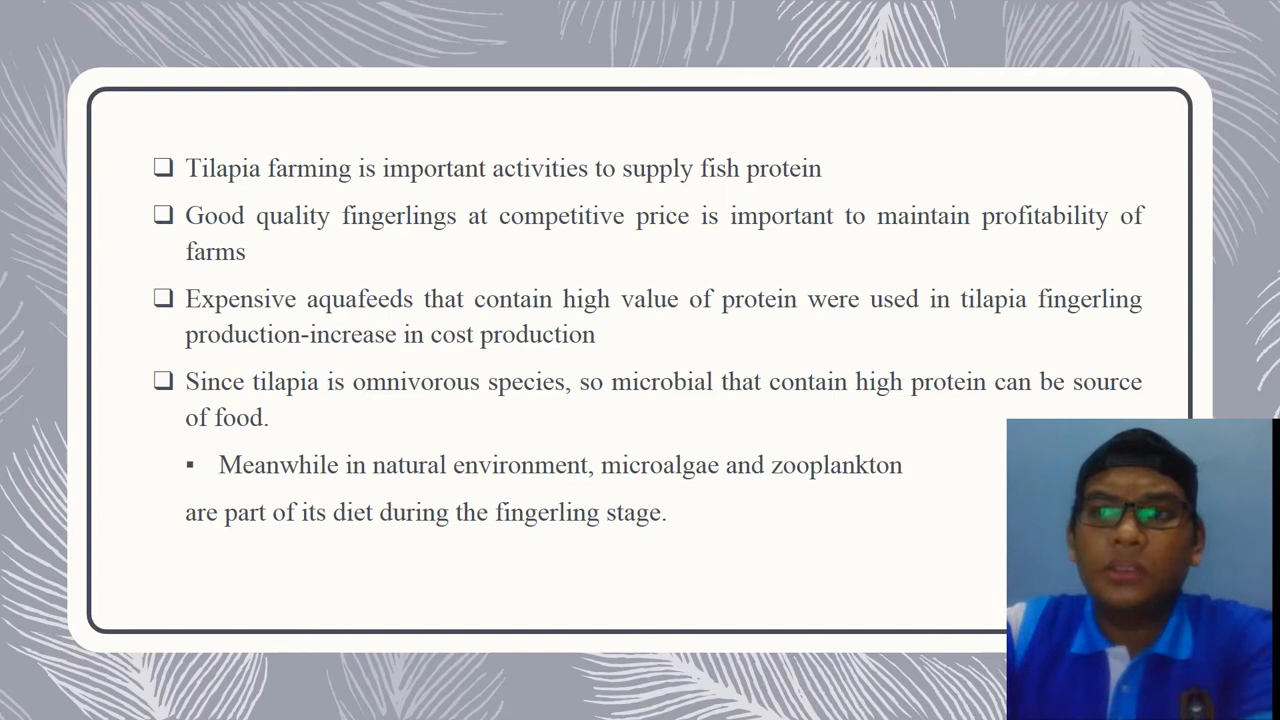 ❑ Tilapia farming is important activities to supply fish protein
❑ Good quality fingerlings at competitive price is important to maintain profitability of
farms
❑ Expensive aquafeeds that contain high value of protein were used in tilapia fingerling
production-increase in cost production
❑ Since tilapia is omnivorous species, so microbial that contain high protein can be source
of food.
▪ Meanwhile in natural environment, microalgae and zooplankton
are part of its diet during the fingerling stage.